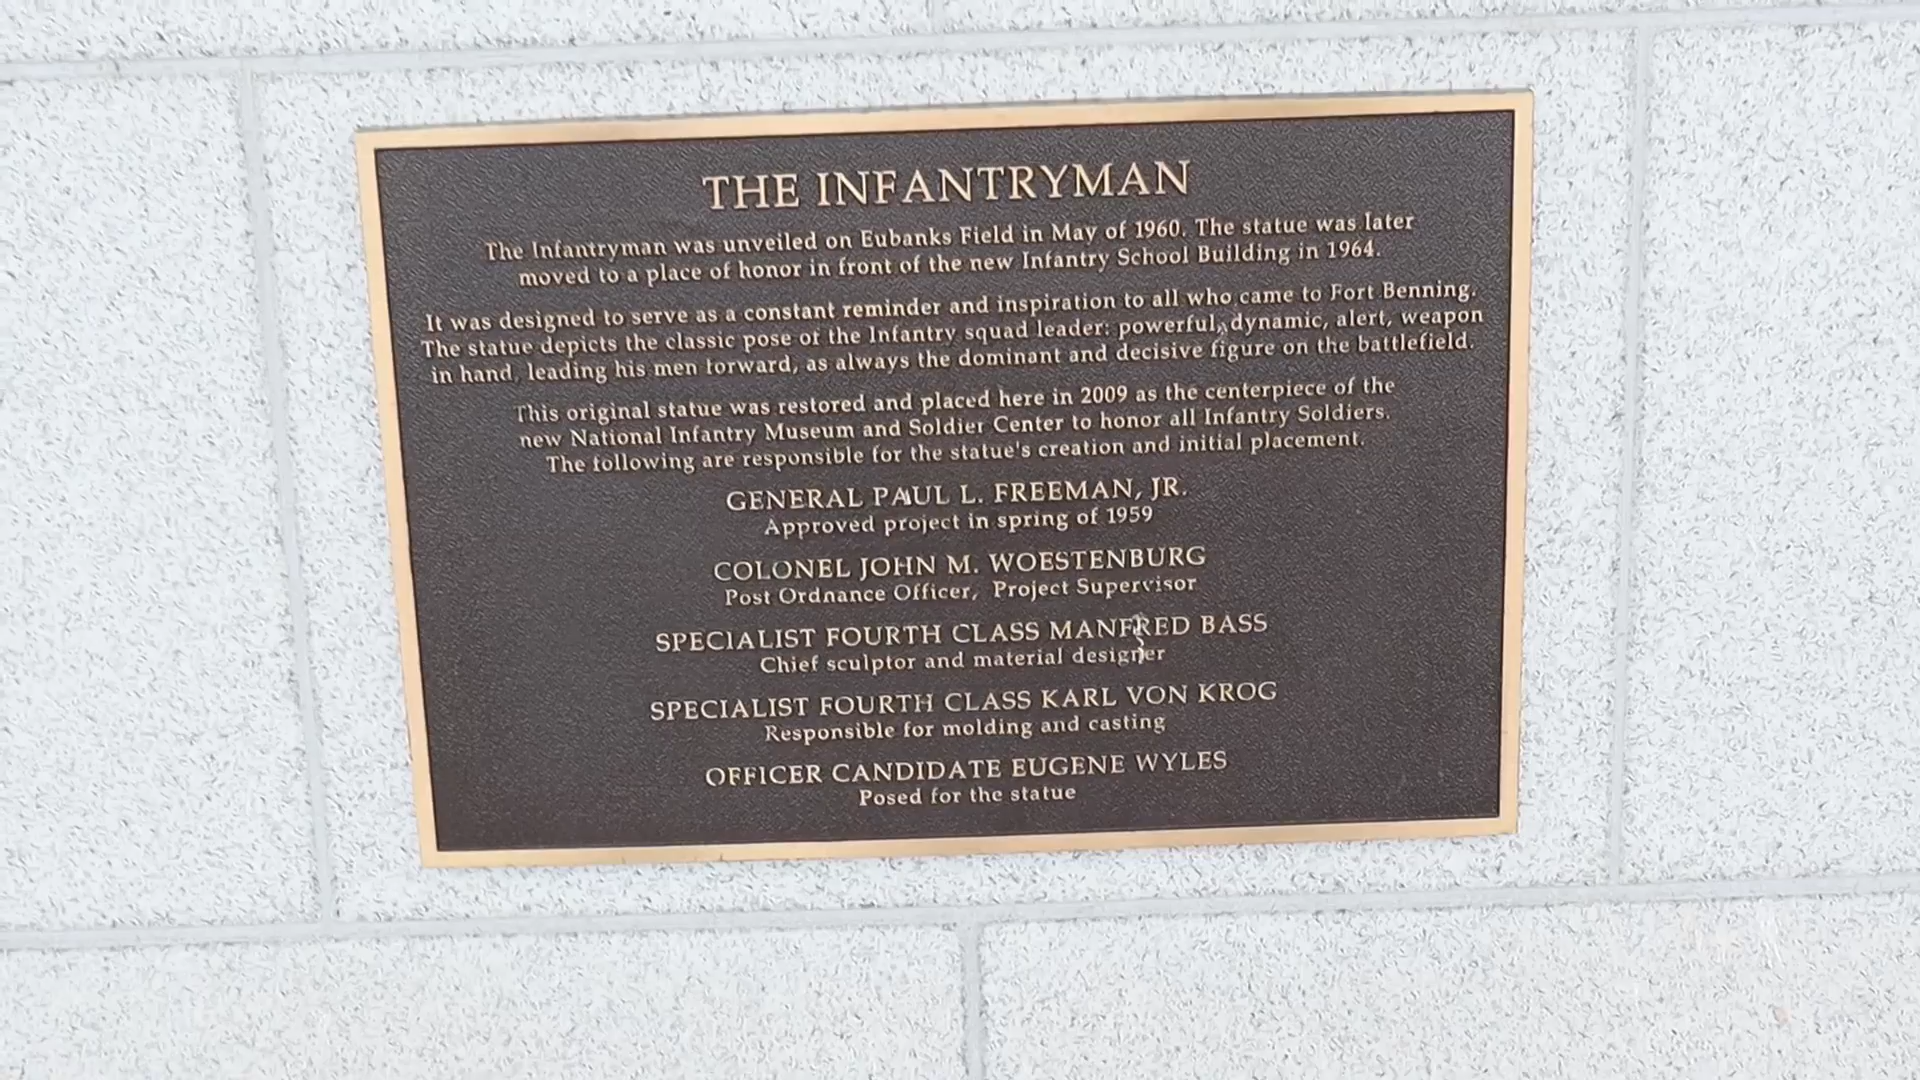 THE INFANTRYMAN
The Infantryman was unveiled on Eubanks Field in May of 1960. The statue was later
moved to a place of honor in front of the new Infantry School Building in 1964.
It was designed to serve as a constant reminder and inspiration to all who came to Fort Benning.
The statue depicts the classic pose of the Infantry squad leader: powerful, dynamic, alert, weapon
in hand, leading his men forward, as always the dominant and decisive figure on the battlefield.
This original statue was restored and placed here in 2009 as the centerpiece of the
new National Infantry Museum and Soldier Center to honor all Infantry Soldiers.
The following are responsible for the statue's creation and initial placement.
GENERAL PAUL L. FREEMAN, JR.
Approved project in spring of 1959
COLONEL JOHN M. WOESTENBURG
Post Ordnance Officer, Project Supervisor
SPECIALIST FOURTH CLASS MANFRED BASS
Chief sculptor and material designer
SPECIALIST FOURTH CLASS KARL VON KROG
Responsible for molding and casting
OFFICER CANDIDATE EUGENE WYLES
Posed for the statue